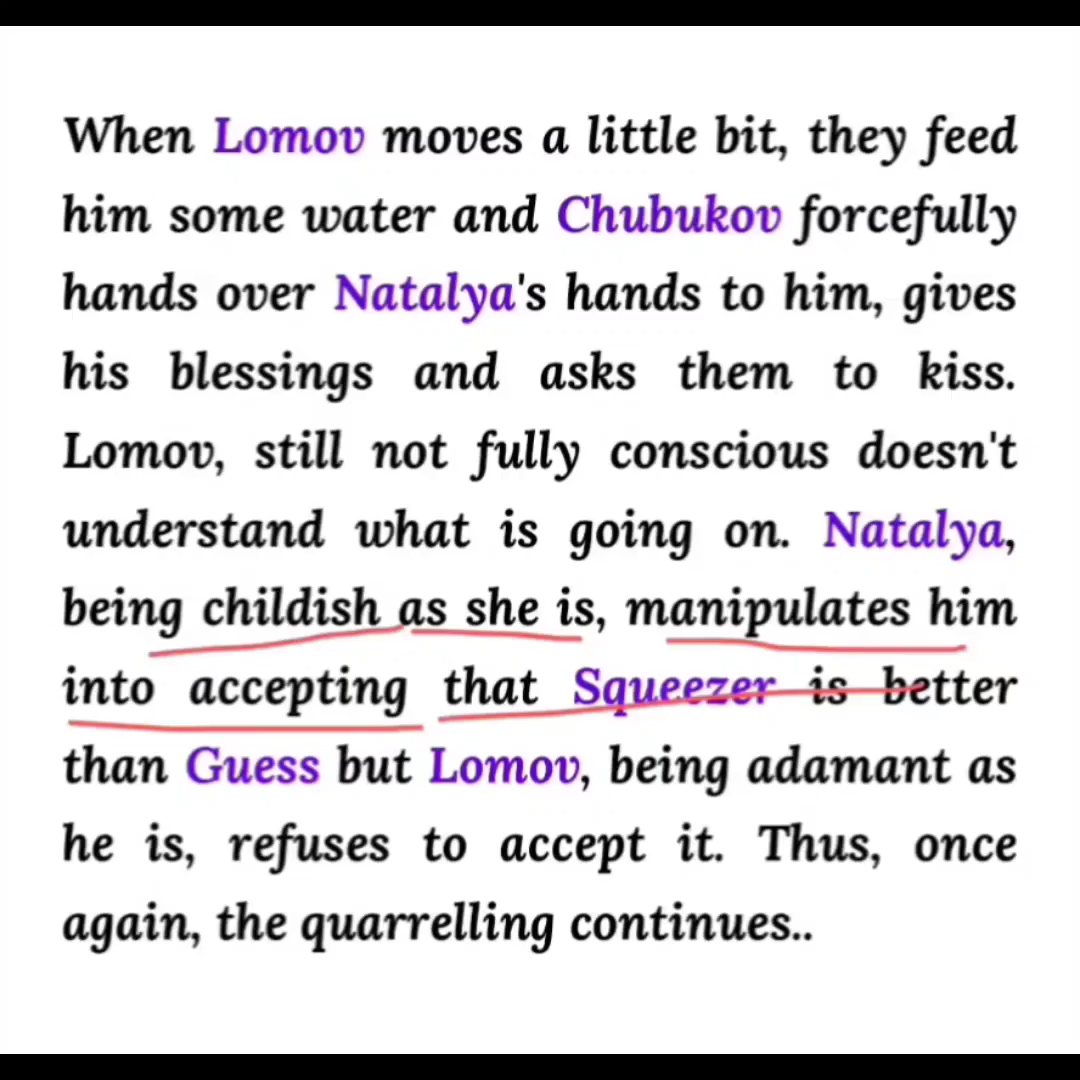 When Lomov moves a little bit, they feed
him some water and Chubukov forcefully
hands over Natalya's hands to him, gives
his blessings and asks them to kiss.
Lomov, still not fully conscious doesn't
understand what is going on. Natalya,
being childish as she is, manipulates him
into accepting that Squeezer is better
than Guess but Lomov, being adamant as
he is, refuses to accept it. Thus, once
again, the quarrelling continues..